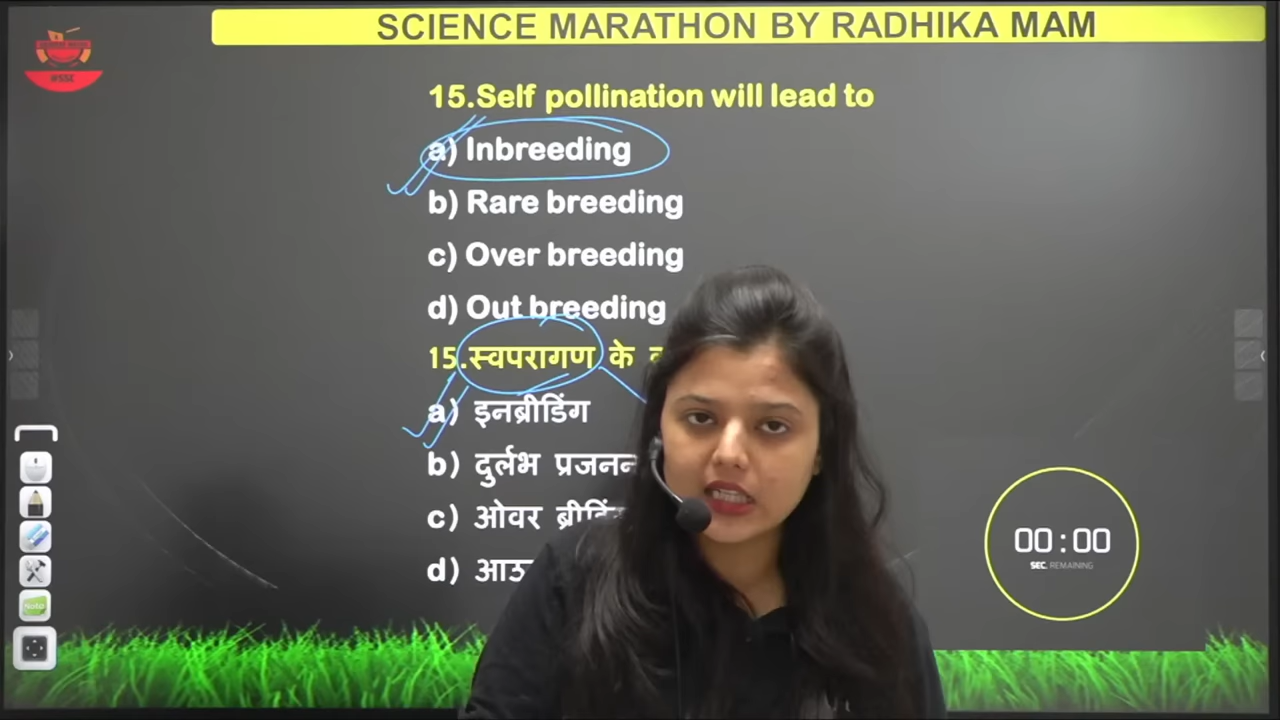 SCIENCE MARATHON BY RADHIKA MAM
15.Self pollination will lead to
a) Inbreeding
b) Rare breeding
c) Over breeding
d) Out breeding
15.स्वपरागण के
a) इनब्रीडिंग
b) दुर्लभ प्रजनन
c) ओवर ब्रीडिंग
d)
00:00
SEC. REMAINING
Note